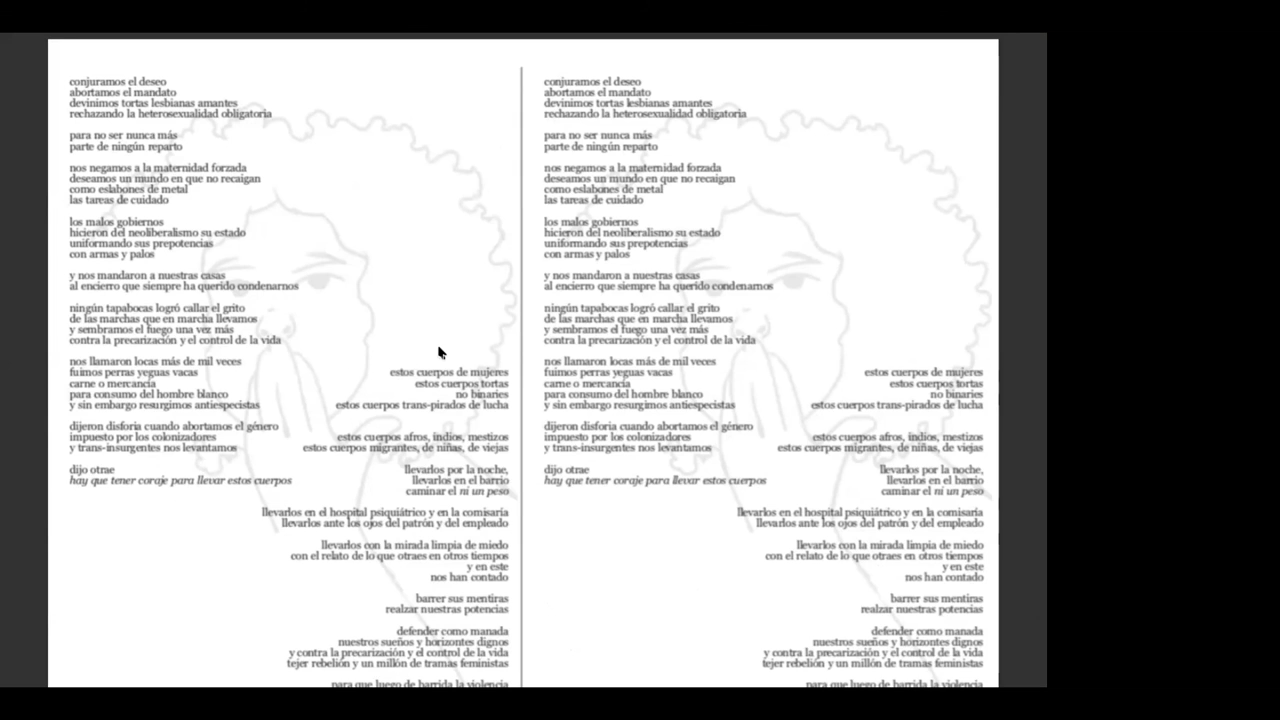 conjuramos el deseo
abortamos el mandato
devinimos tortas lesbianas amantes
rechazando la heterosexualidad obligatoria
para no ser nunca más
parte de ningún reparto
nos negamos a la maternidad forzada
deseamos un mundo en que no recaigan
como eslabones de metal
las tareas de cuidado
los malos gobiernos
hicieron del neoliberalismo su estado
uniformando sus prepotencias
con armas y palos
y nos mandaron a nuestras casas
al encierro que siempre ha querido condenarnos
ningún tapabocas logró callar el grito
de las marchas que en marcha llevamos
y sembramos el fuego una vez más
contra la precarización y el control de la vida
nos llamaron locas más de mil veces
fuimos perras yeguas vacas
carne o mercancía
para consumo del hombre blanco
y sin embargo resurgimos antiespecistas
dijeron disforia cuando abortamos el género
impuesto por los colonizadores
y trans-insurgentes nos levantamos
dijo otrae
hay que tener coraje para llevar estos cuerpos
estos cuerpos de mujeres
estos cuerpos tortas
no binaries
estos cuerpos trans-pirados de lucha
estos cuerpos afros, indios, mestizos
estos cuerpos migrantes, de niñas, de viejas
llevarlos por la noche,
llevarlos en el barrio
caminar el ni un peso
llevarlos en el hospital psiquiátrico y en la comisaría
llevarlos ante los ojos del patrón y del empleado
llevarlos con la mirada limpia de miedo
con el relato de lo que otraes en otros tiempos
y en este
nos han contado
barrer sus mentiras
realzar nuestras potencias
defender como manada
nuestros sueños y horizontes dignos
y contra la precarización y el control de la vida
tejer rebelión y un millón de tramas feministas
para que luego de barrida la violencia
conjuramos el deseo
abortamos el mandato
devinimos tortas lesbianas amantes
rechazando la heterosexualidad obligatoria
para no ser nunca más
parte de ningún reparto
nos negamos a la maternidad forzada
deseamos un mundo en que no recaigan
como eslabones de metal
las tareas de cuidado
los malos gobiernos
hicieron del neoliberalismo su estado
uniformando sus prepotencias
con armas y palos
y nos mandaron a nuestras casas
al encierro que siempre ha querido condenarnos
ningún tapabocas logró callar el grito
de las marchas que en marcha llevamos
y sembramos el fuego una vez más
contra la precarización y el control de la vida
nos llamaron locas más de mil veces
fuimos perras yeguas vacas
carne o mercancía
para consumo del hombre blanco
y sin embargo resurgimos antiespecistas
dijeron disforia cuando abortamos el género
impuesto por los colonizadores
y trans-insurgentes nos levantamos
dijo otrae
hay que tener coraje para llevar estos cuerpos
estos cuerpos de mujeres
estos cuerpos tortas
no binaries
estos cuerpos trans-pirados de lucha
estos cuerpos afros, indios, mestizos
estos cuerpos migrantes, de niñas, de viejas
llevarlos por la noche,
llevarlos en el barrio
caminar el ni un peso
llevarlos en el hospital psiquiátrico y en la comisaría
llevarlos ante los ojos del patrón y del empleado
llevarlos con la mirada limpia de miedo
con el relato de lo que otraes en otros tiempos
y en este
nos han contado
barrer sus mentiras
realzar nuestras potencias
defender como manada
nuestros sueños y horizontes dignos
y contra la precarización y el control de la vida
tejer rebelión y un millón de tramas feministas
para que luego de barrida la violencia